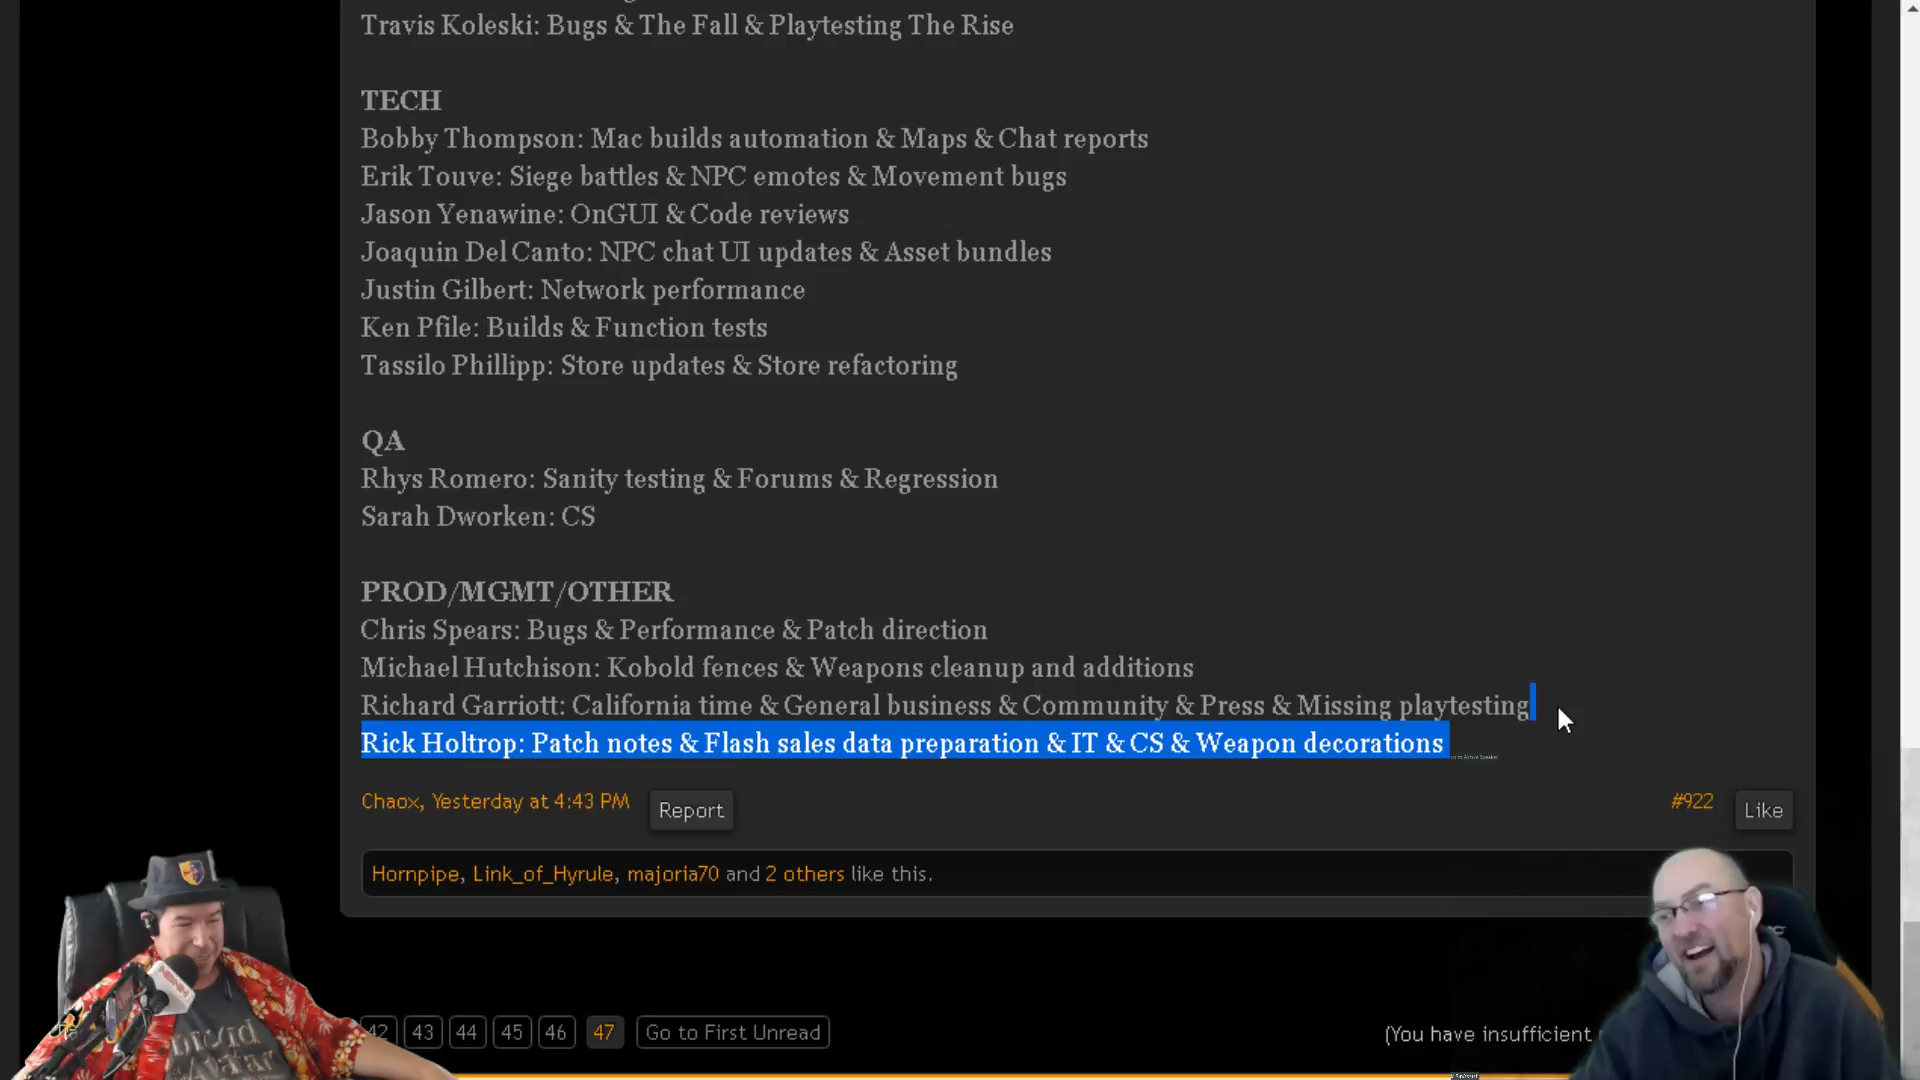 Travis Koleski: Bugs & The Fall & Playtesting The Rise
TECH
Bobby Thompson: Mac builds automation & Maps & Chat reports
Erik Touve: Siege battles & NPC emotes & Movement bugs
Jason Yenawine: OnGUI & Code reviews
Joaquin Del Canto: NPC chat UI updates & Asset bundles
Justin Gilbert: Network performance
Ken Pfile: Builds & Function tests
Tassilo Phillipp: Store updates & Store refactoring
QA
Rhys Romero: Sanity testing & Forums & Regression
Sarah Dworken: CS
PROD/MGMT/OTHER
Chris Spears: Bugs & Performance & Patch direction
Michael Hutchison: Kobold fences & Weapons cleanup and additions
Richard Garriott: California time & General business & Community & Press & Missing playtesting
Rick Holtrop: Patch notes & Flash sales data preparation & IT & CS & Weapon decorations
to Active Speaker
Chaox, Yesterday at 4:43 PM Report #922 Like
Hornpipe, Link_of_Hyrule, majoria70 and 2 others like this.
42 43 44 45 46 47 Go to First Unread (You have insufficient